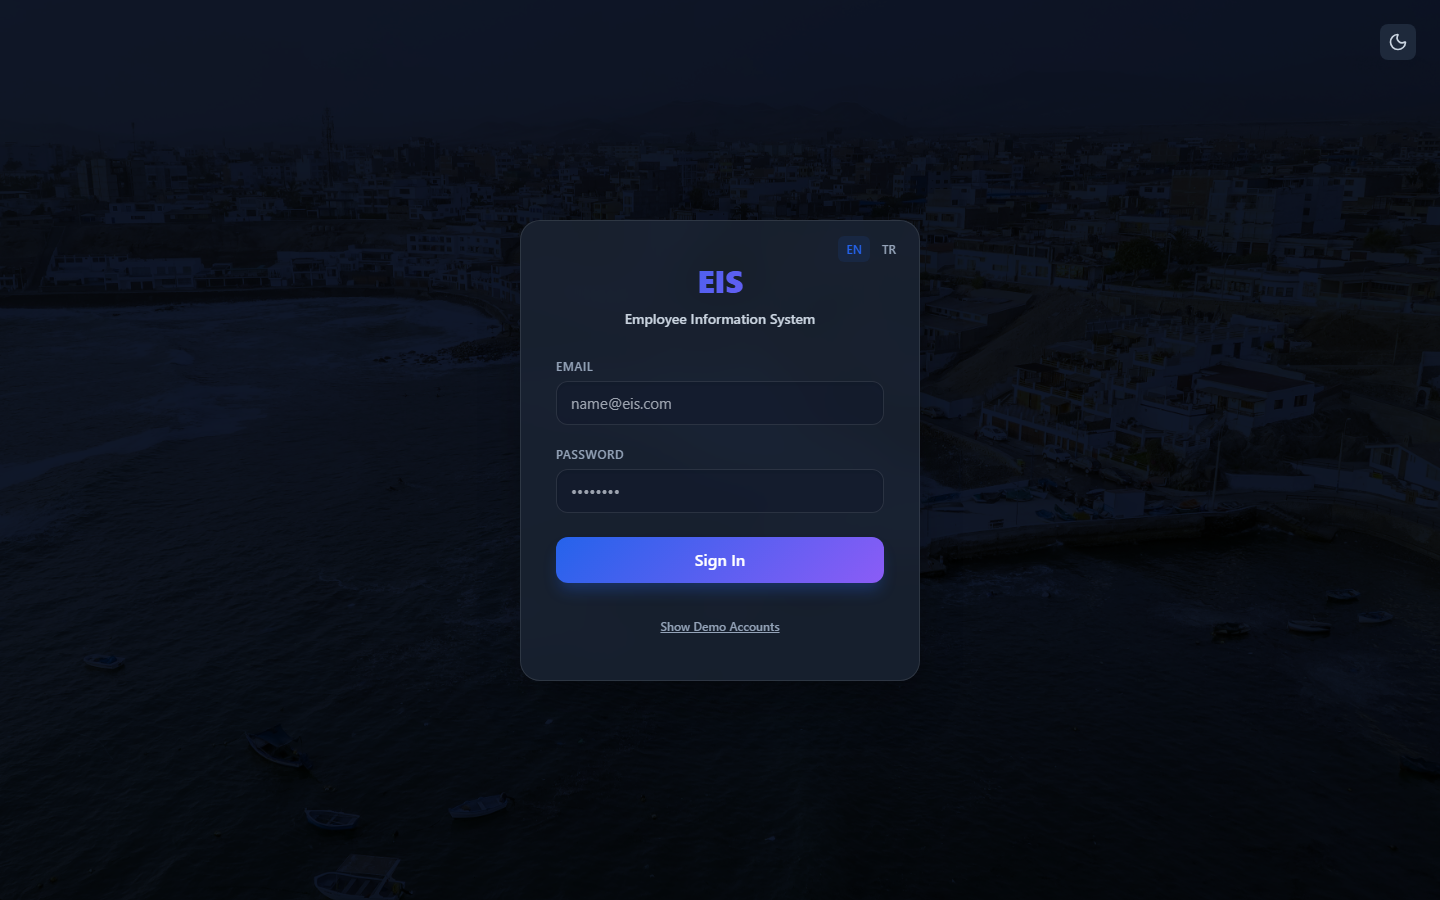 EN TR
EIS
Employee Information System
EMAIL
name@eis.com
PASSWORD
••••••••
Sign In
Show Demo Accounts